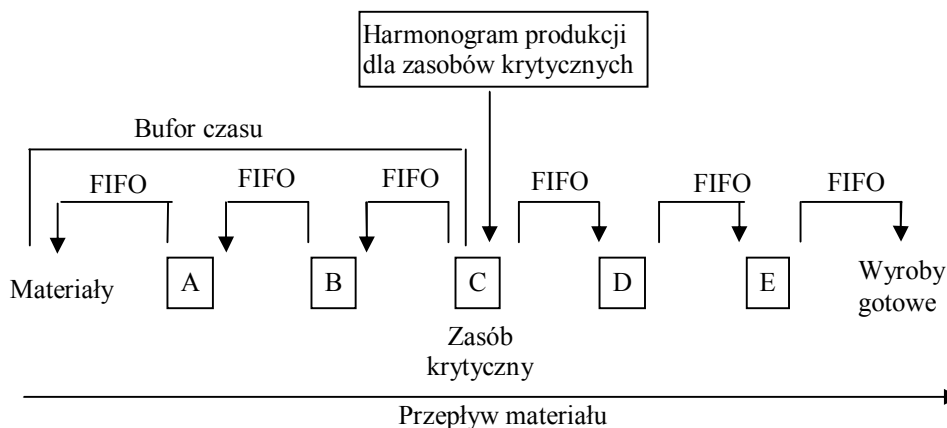 Harmonogram produkcji
dla zasobów krytycznych
Bufor czasu
FIFO
FIFO
FIFO
FIFO
FIFO
FIFO
Materiały
A
B
C
D
E
Wyroby
gotowe
Zasób
krytyczny
Przepływ materiału